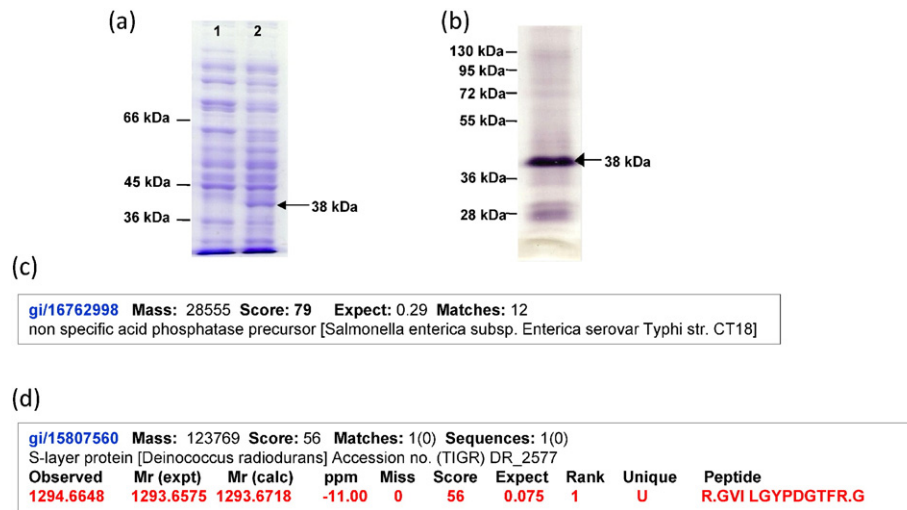 (a)
1 2
66 kDa
45 kDa
36 kDa
38 kDa
(b)
130 kDa
95 kDa
72 kDa
55 kDa
36 kDa
28 kDa
38 kDa
(c)
gi/16762998 Mass: 28555 Score: 79 Expect: 0.29 Matches: 12
non specific acid phosphatase precursor [Salmonella enterica subsp. Enterica serovar Typhi str. CT18]
(d)
gi/15807560 Mass: 123769 Score: 56 Matches: 1(0) Sequences: 1(0)
S-layer protein [Deinococcus radiodurans] Accession no. (TIGR) DR_2577
Observed Mr (expt) Mr (calc) ppm Miss Score Expect Rank Unique Peptide
1294.6648 1293.6575 1293.6718 -11.00 0 56 0.075 1 U R.GVI LGYPDGTFR.G